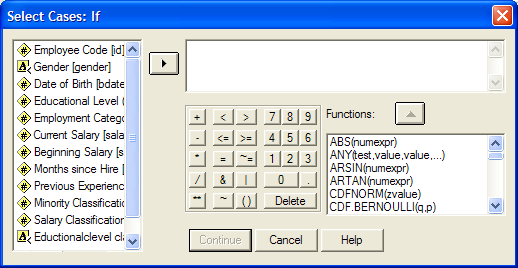 Select Cases: If
Employee Code [id]
Gender [gender]
Date of Birth [bdate
Educational Level (
Employment Catego
Current Salary [sala
Beginning Salary [s
Months since Hire [
Previous Experienc
Minority Classificati
Salary Classification
Eductionalclevel cla
+ < > 7 8 9
- <= >= 4 5 6
* = ~= 1 2 3
/ & | 0 .
** ~ ( ) Delete
Functions:
ABS(numexpr)
ANY(test,value,value,...)
ARSIN(numexpr)
ARTAN(numexpr)
CDFNORM(zvalue)
CDF.BERNOULLI(q,p)
Continue Cancel Help